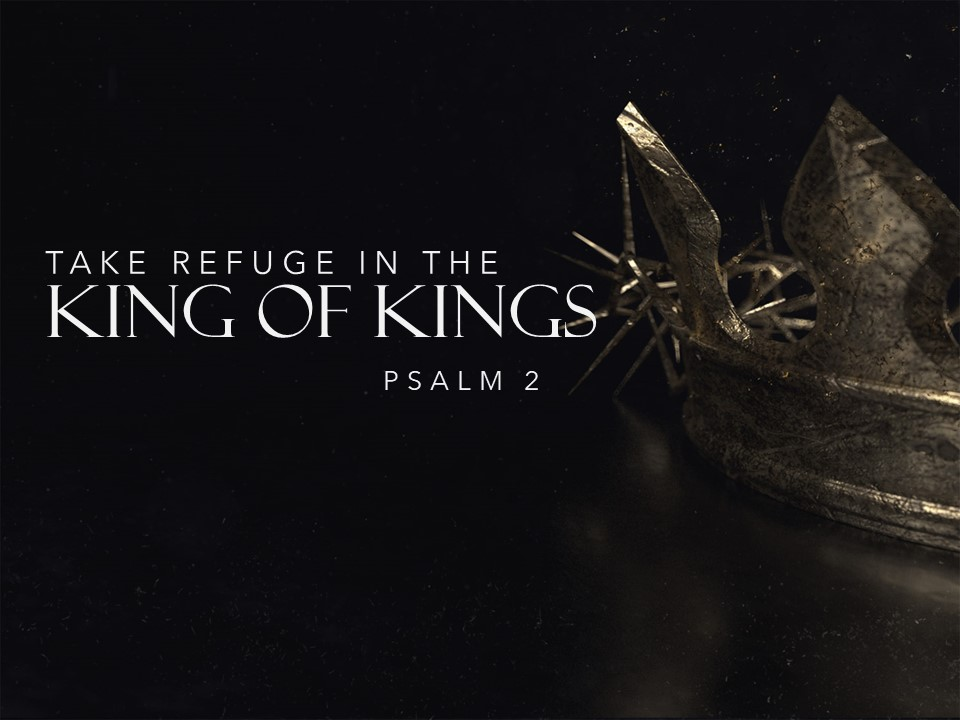 TAKE REFUGE IN THE
KING OF KINGS
PSALM 2